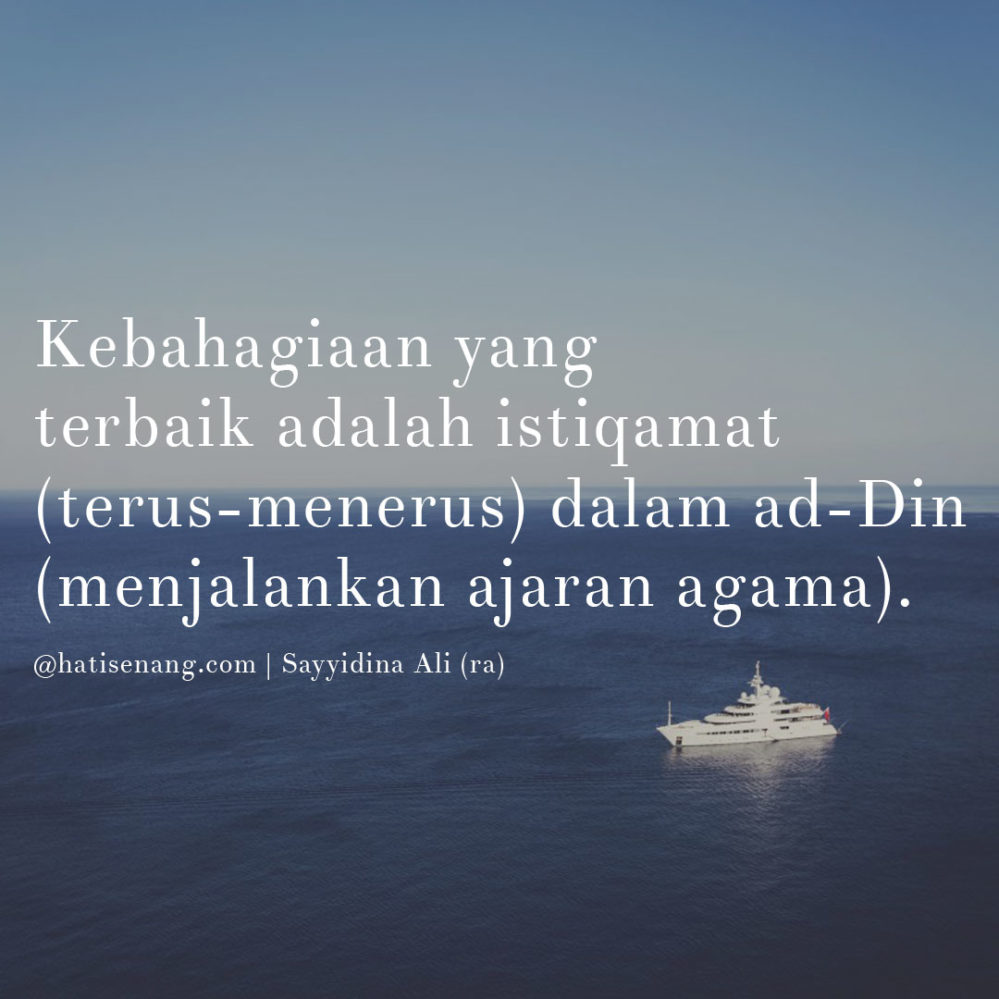 Kebahagiaan yang
terbaik adalah istiqamat
(terus-menerus) dalam ad-Din
(menjalankan ajaran agama).
@hatisenang.com | Sayyidina Ali (ra)